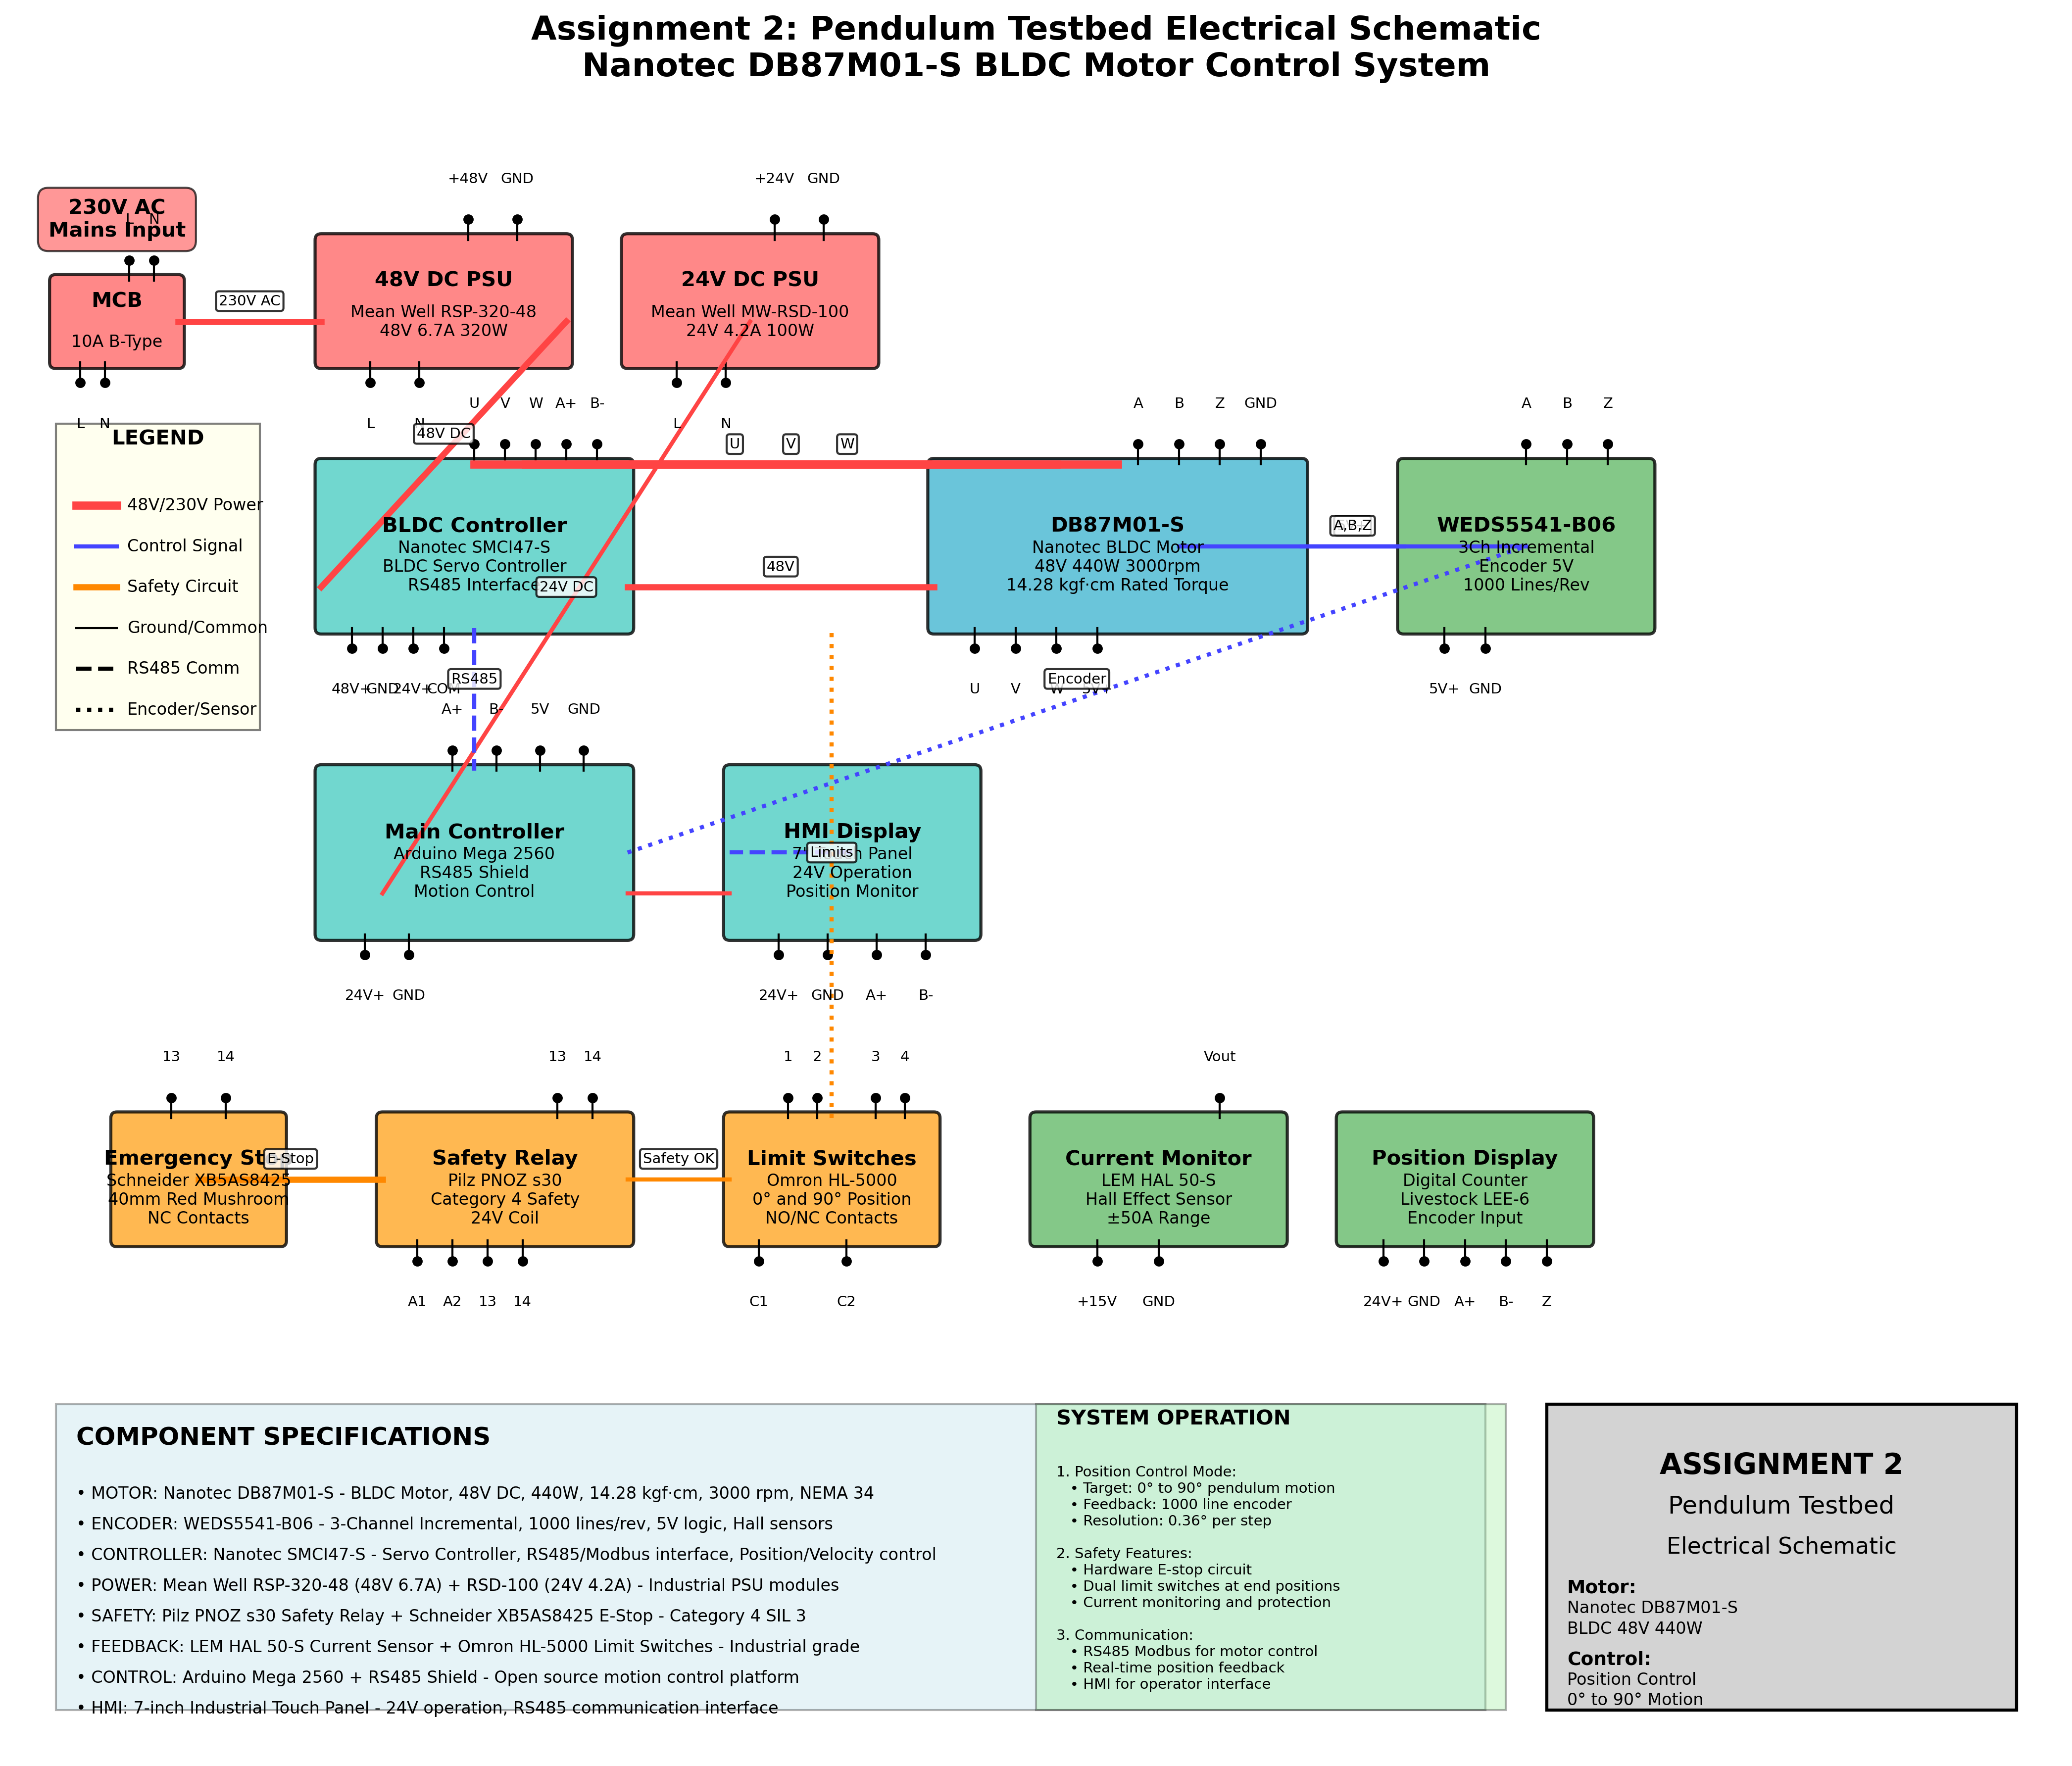 Assignment 2: Pendulum Testbed Electrical Schematic
Nanotec DB87M01-S BLDC Motor Control System
+48V GND
+24V GND
230V AC
Mains Input
L N
MCB
10A B-Type
L N
230V AC
48V DC PSU
Mean Well RSP-320-48
48V 6.7A 320W
L N
24V DC PSU
Mean Well MW-RSD-100
24V 4.2A 100W
L N
LEGEND
48V/230V Power
Control Signal
Safety Circuit
Ground/Common
RS485 Comm
Encoder/Sensor
U V W A+ B-
48V DC
BLDC Controller
Nanotec SMCI47-S
BLDC Servo Controller
RS485 Interface
24V DC
48V+ GND 24V+ COM
U V W
48V
A B Z GND
DB87M01-S
Nanotec BLDC Motor
48V 440W 3000rpm
14.28 kgf·cm Rated Torque
U V W 5V+
Encoder
A,B,Z
A B Z
WEDS5541-B06
3Ch Incremental
Encoder 5V
1000 Lines/Rev
5V+ GND
RS485
A+ B- 5V GND
Main Controller
Arduino Mega 2560
RS485 Shield
Motion Control
24V+ GND
HMI Display
7" Panel
Limits
24V Operation
Position Monitor
24V+ GND A+ B-
13 14
Emergency
Schneider XB5AS8425
40mm Red Mushroom
NC Contacts
E-Stop
13 14
Safety Relay
Pilz PNOZ s30
Category 4 Safety
24V Coil
A1 A2 13 14
Safety OK
1 2 3 4
Limit Switches
Omron HL-5000
0° and 90° Position
NO/NC Contacts
C1 C2
Vout
Current Monitor
LEM HAL 50-S
Hall Effect Sensor
±50A Range
+15V GND
Position Display
Digital Counter
Livestock LEE-6
Encoder Input
24V+ GND A+ B- Z
COMPONENT SPECIFICATIONS
• MOTOR: Nanotec DB87M01-S - BLDC Motor, 48V DC, 440W, 14.28 kgf·cm, 3000 rpm, NEMA 34
• ENCODER: WEDS5541-B06 - 3-Channel Incremental, 1000 lines/rev, 5V logic, Hall sensors
• CONTROLLER: Nanotec SMCI47-S - Servo Controller, RS485/Modbus interface, Position/Velocity control
• POWER: Mean Well RSP-320-48 (48V 6.7A) + RSD-100 (24V 4.2A) - Industrial PSU modules
• SAFETY: Pilz PNOZ s30 Safety Relay + Schneider XB5AS8425 E-Stop - Category 4 SIL 3
• FEEDBACK: LEM HAL 50-S Current Sensor + Omron HL-5000 Limit Switches - Industrial grade
• CONTROL: Arduino Mega 2560 + RS485 Shield - Open source motion control platform
• HMI: 7-inch Industrial Touch Panel - 24V operation, RS485 communication interface
SYSTEM OPERATION
1. Position Control Mode:
• Target: 0° to 90° pendulum motion
• Feedback: 1000 line encoder
• Resolution: 0.36° per step
2. Safety Features:
• Hardware E-stop circuit
• Dual limit switches at end positions
• Current monitoring and protection
3. Communication:
• RS485 Modbus for motor control
• Real-time position feedback
• HMI for operator interface
ASSIGNMENT 2
Pendulum Testbed
Electrical Schematic
Motor:
Nanotec DB87M01-S
BLDC 48V 440W
Control:
Position Control
0° to 90° Motion